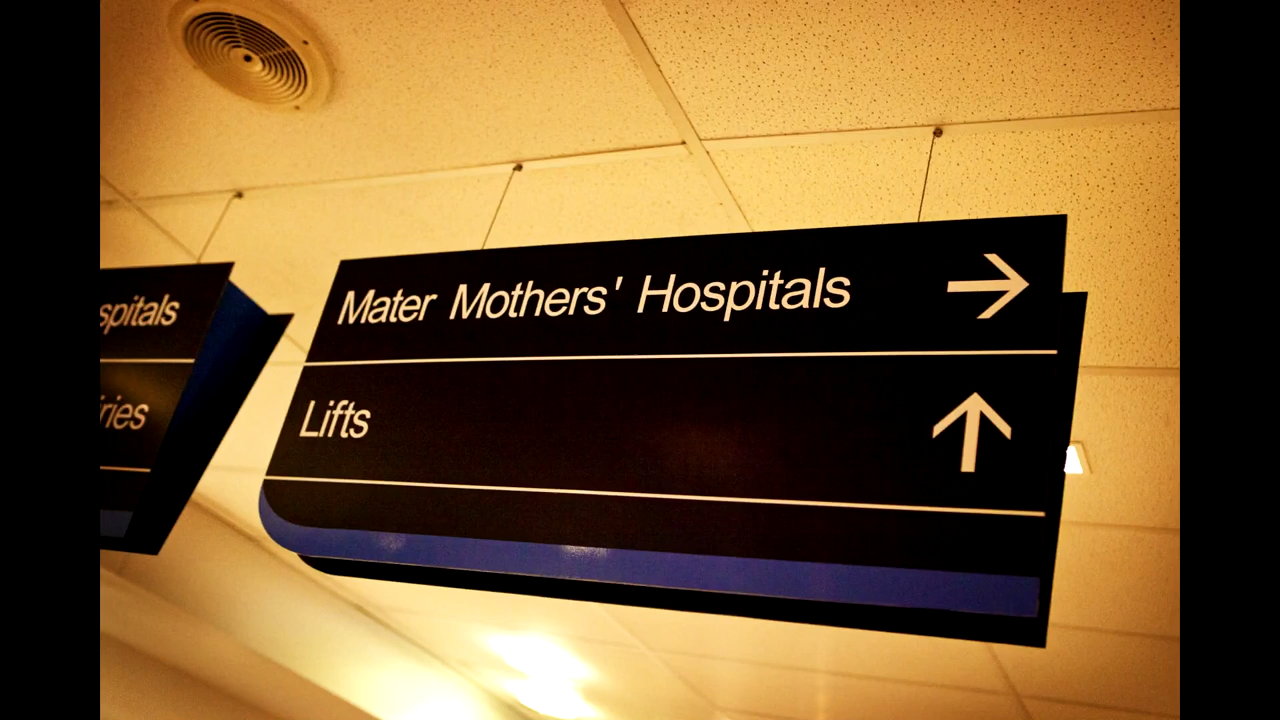 Mater Mothers' Hospitals →
Lifts ↑